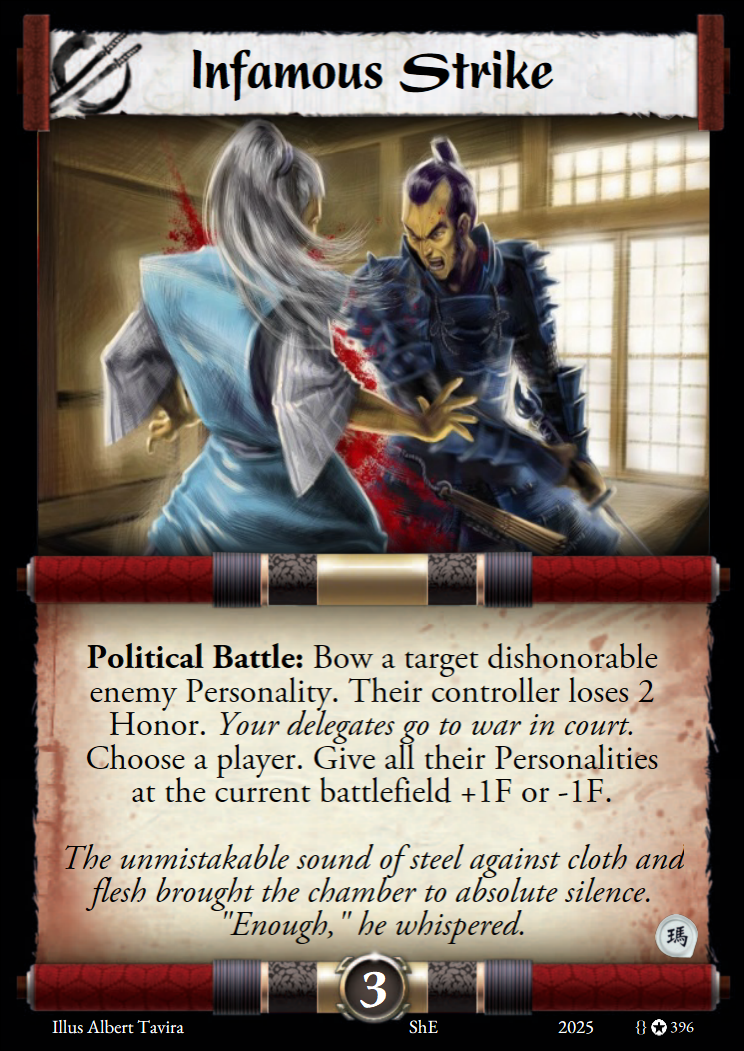 Infamous Strike
Political Battle: Bow a target dishonorable
enemy Personality. Their controller loses 2
Honor. Your delegates go to war in court.
Choose a player. Give all their Personalities
at the current battlefield +1F or -1F.
The unmistakable sound of steel against cloth and
flesh brought the chamber to absolute silence.
"Enough," he whispered.
瑪
3
Illus Albert Tavira ShE 2025 {} ✪ 396